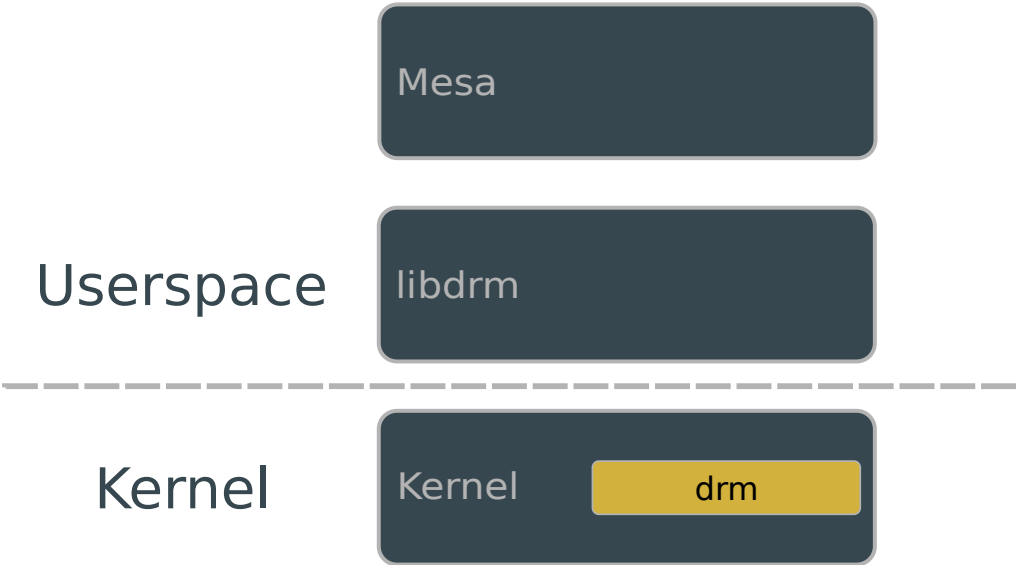 Mesa
Userspace
libdrm
Kernel
Kernel
drm